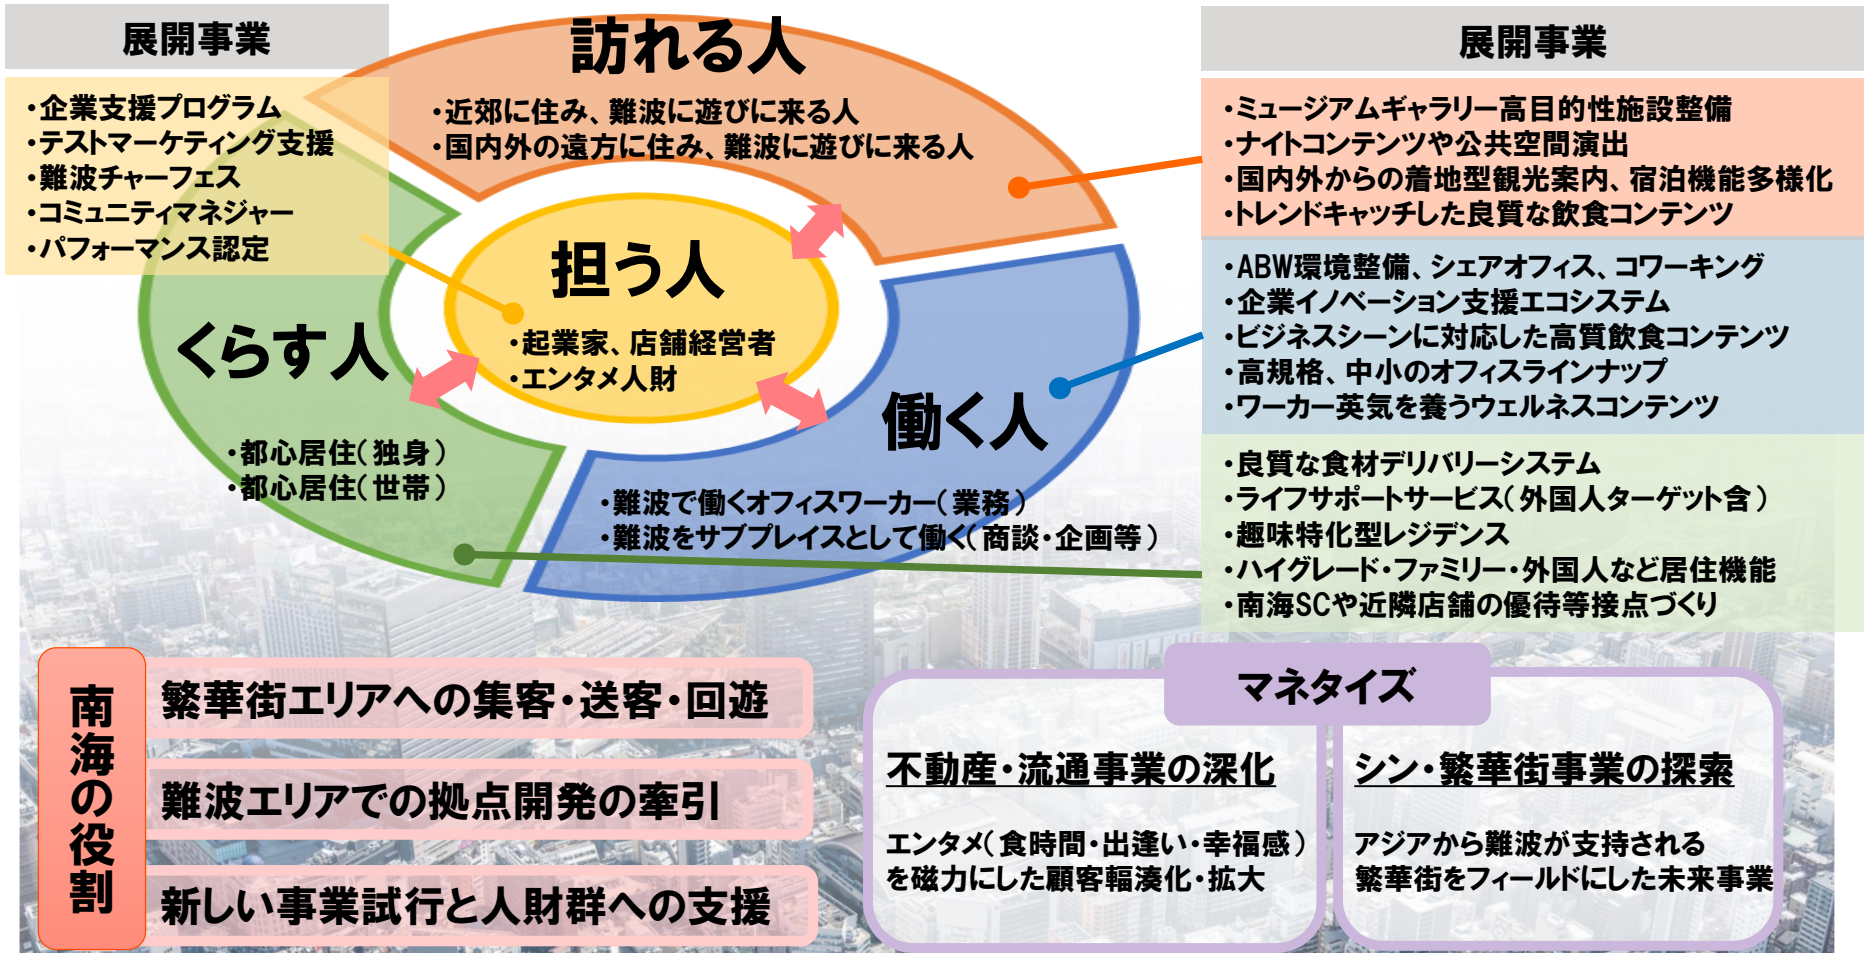 展開事業
・企業支援プログラム
・テストマーケティング支援
・難波チャーフェス
・コミュニティマネジャー
・パフォーマンス認定
訪れる人
・近郊に住み、難波に遊びに来る人
・国内外の遠方に住み、難波に遊びに来る人
担う人
・起業家、店舗経営者
・エンタメ人財
くらす人
・都心居住(独身)
・都心居住(世帯)
働く人
・難波で働くオフィスワーカー(業務)
・難波をサブプレイスとして働く(商談・企画等)
展開事業
・ミュージアムギャラリー高目的性施設整備
・ナイトコンテンツや公共空間演出
・国内外からの着地型観光案内、宿泊機能多様化
・トレンドキャッチした良質な飲食コンテンツ
・ABW環境整備、シェアオフィス、コワーキング
・企業イノベーション支援エコシステム
・ビジネスシーンに対応した高質飲食コンテンツ
・高規格、中小のオフィスラインナップ
・ワーカー英気を養うウェルネスコンテンツ
・良質な食材デリバリーシステム
・ライフサポートサービス(外国人ターゲット含)
・趣味特化型レジデンス
・ハイグレード・ファミリー・外国人など居住機能
・南海SCや近隣店舗の優待等接点づくり
南海の役割
繁華街エリアへの集客・送客・回遊
難波エリアでの拠点開発の牽引
新しい事業試行と人財群への支援
マネタイズ
不動産・流通事業の深化
エンタメ(食時間・出逢い・幸福感)
を磁力にした顧客輻湊化・拡大
シン・繁華街事業の探索
アジアから難波が支持される
繁華街をフィールドにした未来事業